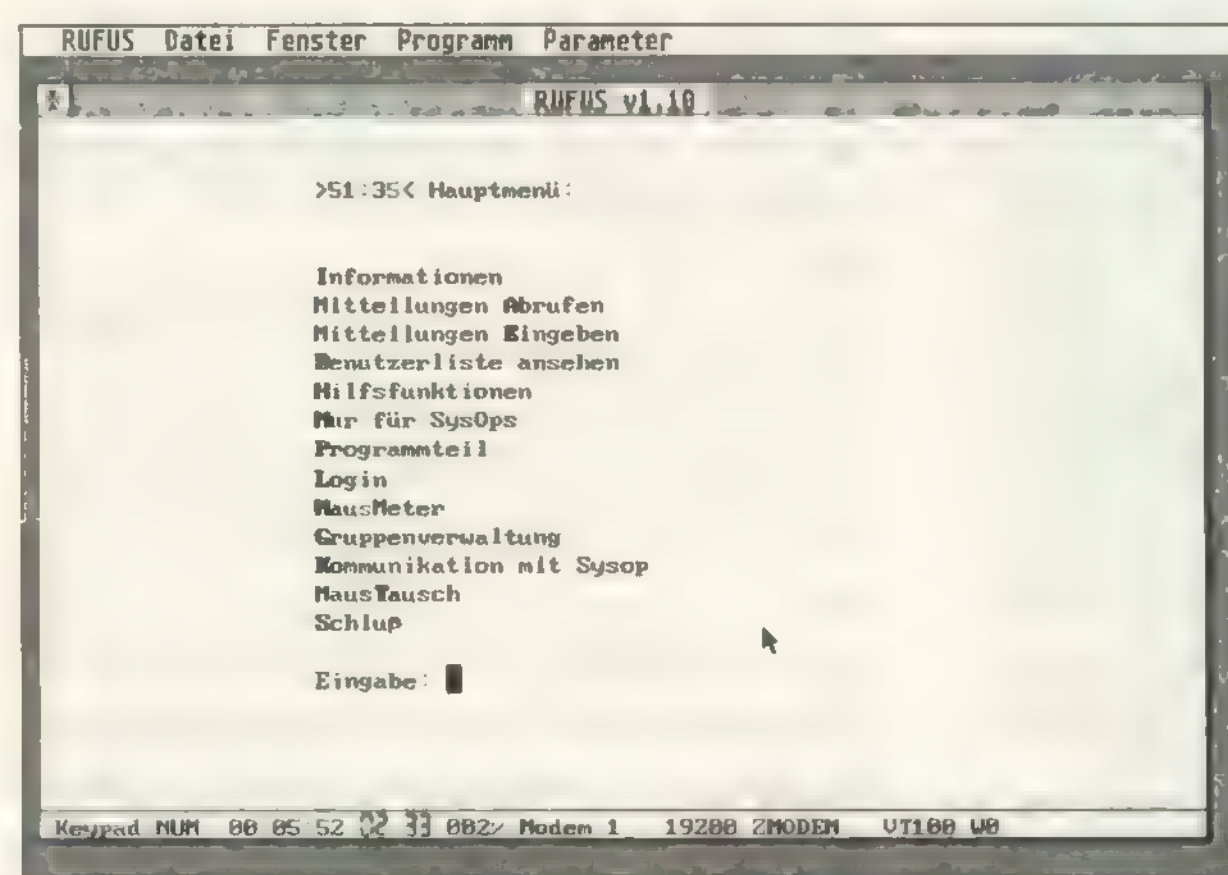 RUFUS Datei Fenster Programm Parameter
RUFUS v1.10
>51:35< Hauptmenü:
Informationen
Mitteilungen Abrufen
Mitteilungen Eingeben
Benutzerliste ansehen
Hilfsfunktionen
Nur für SysOps
Programmteil
Login
MausMeter
Gruppenverwaltung
Kommunikation mit Sysop
MausTausch
Schluß
Eingabe:
Keypad NUM 00 05 52 002% Modem 1 19200 ZMODEM VT100 W0